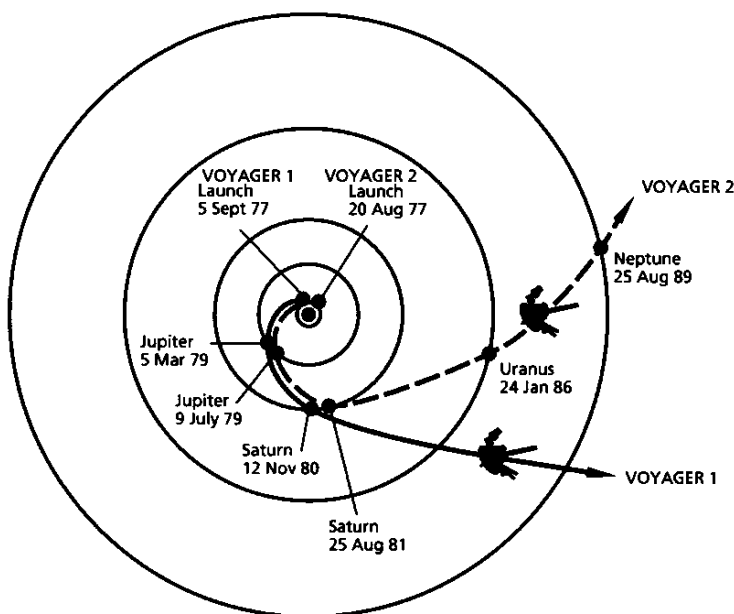 VOYAGER 1
Launch
5 Sept 77
VOYAGER 2
Launch
20 Aug 77
VOYAGER 2
Neptune
25 Aug 89
Jupiter
5 Mar 79
Jupiter
9 July 79
Uranus
24 Jan 86
Saturn
12 Nov 80
VOYAGER 1
Saturn
25 Aug 81